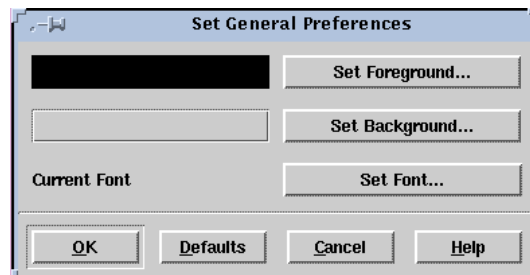 Set General Preferences
Set Foreground...
Set Background...
Current Font
Set Font...
OK
Defaults
Cancel
Help